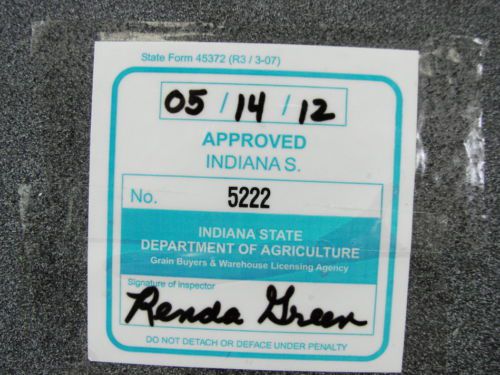 State Form 45372 (R3 / 3-07)
05 / 14 / 12
APPROVED
INDIANA S.
No. 5222
INDIANA STATE
DEPARTMENT OF AGRICULTURE
Grain Buyers & Warehouse Licensing Agency
Signature of inspector
Renda Green
DO NOT DETACH OR DEFACE UNDER PENALTY